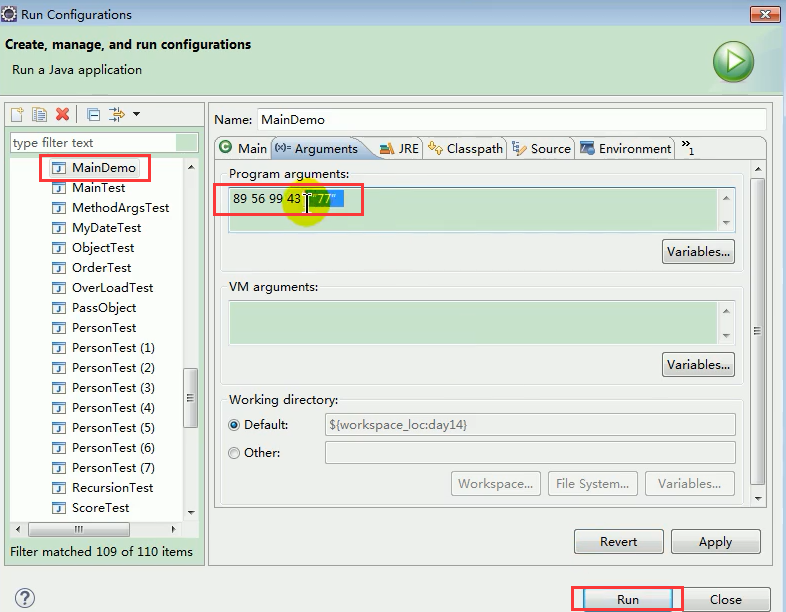 Run Configurations
Create, manage, and run configurations
Run a Java application
type filter text
MainDemo
MainTest
MethodArgsTest
MyDateTest
ObjectTest
OrderTest
OverLoadTest
PassObject
PersonTest
PersonTest (1)
PersonTest (2)
PersonTest (3)
PersonTest (4)
PersonTest (5)
PersonTest (6)
PersonTest (7)
RecursionTest
ScoreTest
Filter matched 109 of 110 items
Name: MainDemo
Main (x)= Arguments JRE Classpath Source Environment »1
Program arguments:
89 56 99 43 "77"
Variables...
VM arguments:
Variables...
Working directory:
Default: ${workspace_loc:day14}
Other:
Workspace... File System... Variables...
Revert Apply
Run Close